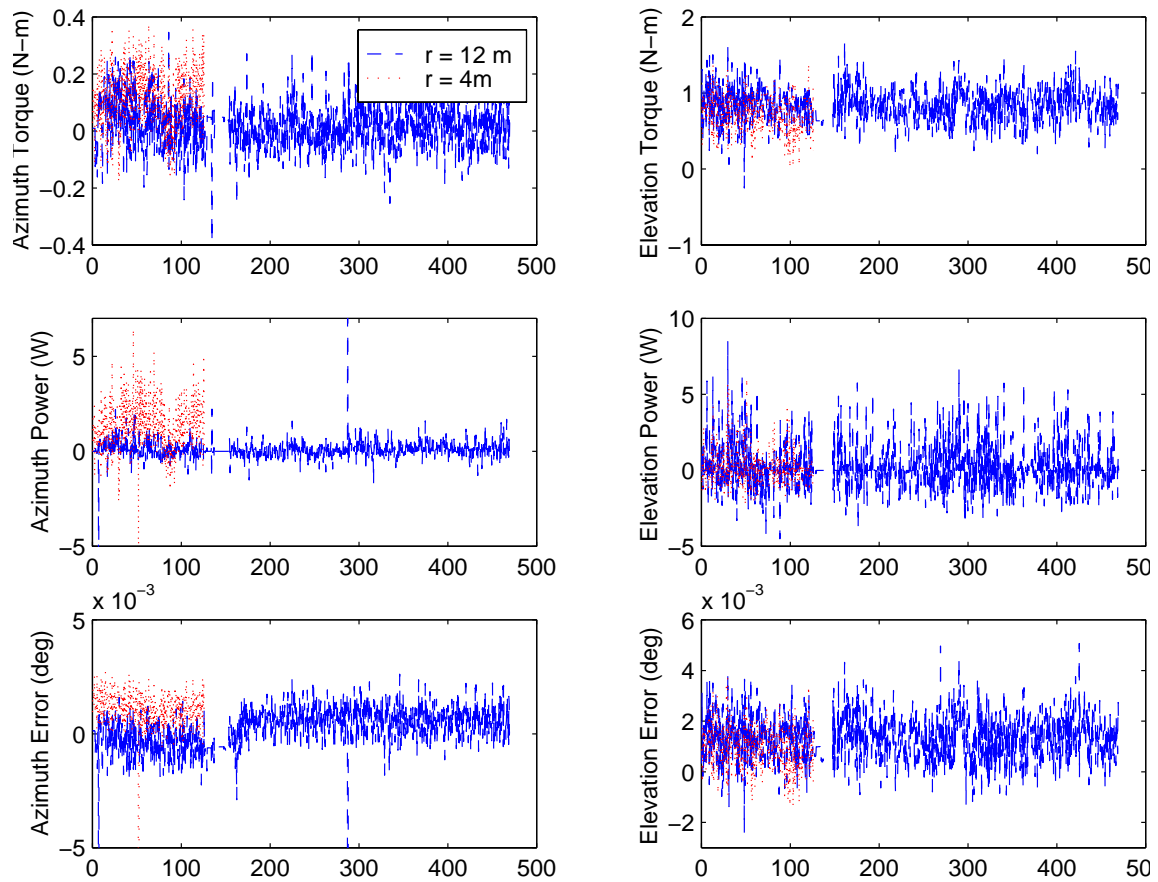 0.4
0.2
0
−0.2
−0.4
Azimuth Torque (N−m)
r = 12 m
r = 4m
0 100 200 300 400 500
2
1
0
−1
Elevation Torque (N−m)
0 100 200 300 400 50
5
0
−5
Azimuth Power (W)
0 100 200 300 400 500
10
5
0
−5
Elevation Power (W)
0 100 200 300 400 50
x 10−3
5
0
−5
Azimuth Error (deg)
0 100 200 300 400 500
x 10−3
6
4
2
0
−2
Elevation Error (deg)
0 100 200 300 400 50